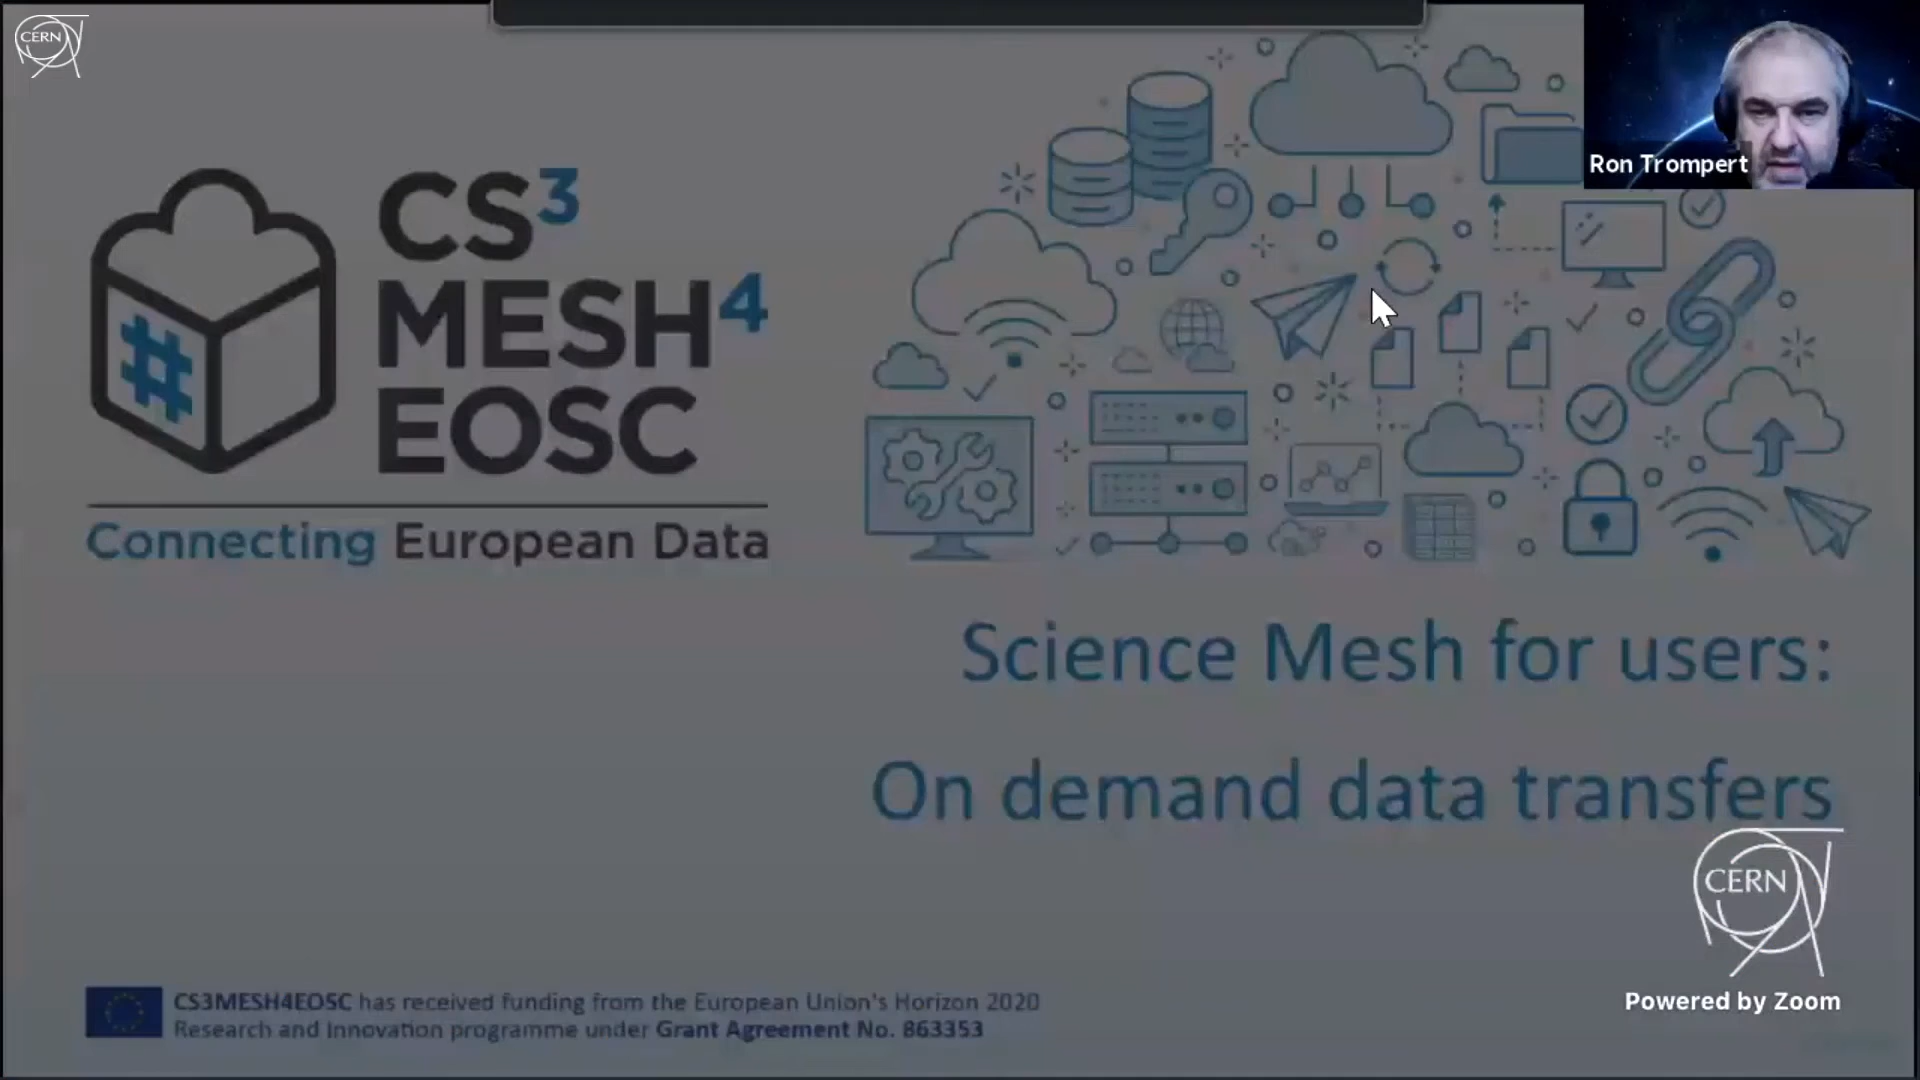 CERN
Ron Trompert
CS3
MESH4
EOSC
#
Connecting European Data
Science Mesh for users:
On demand data transfers
CERN
Powered by Zoom
CS3MESH4EOSC has received funding from the European Union's Horizon 2020
Research and Innovation programme under Grant Agreement No. 863353